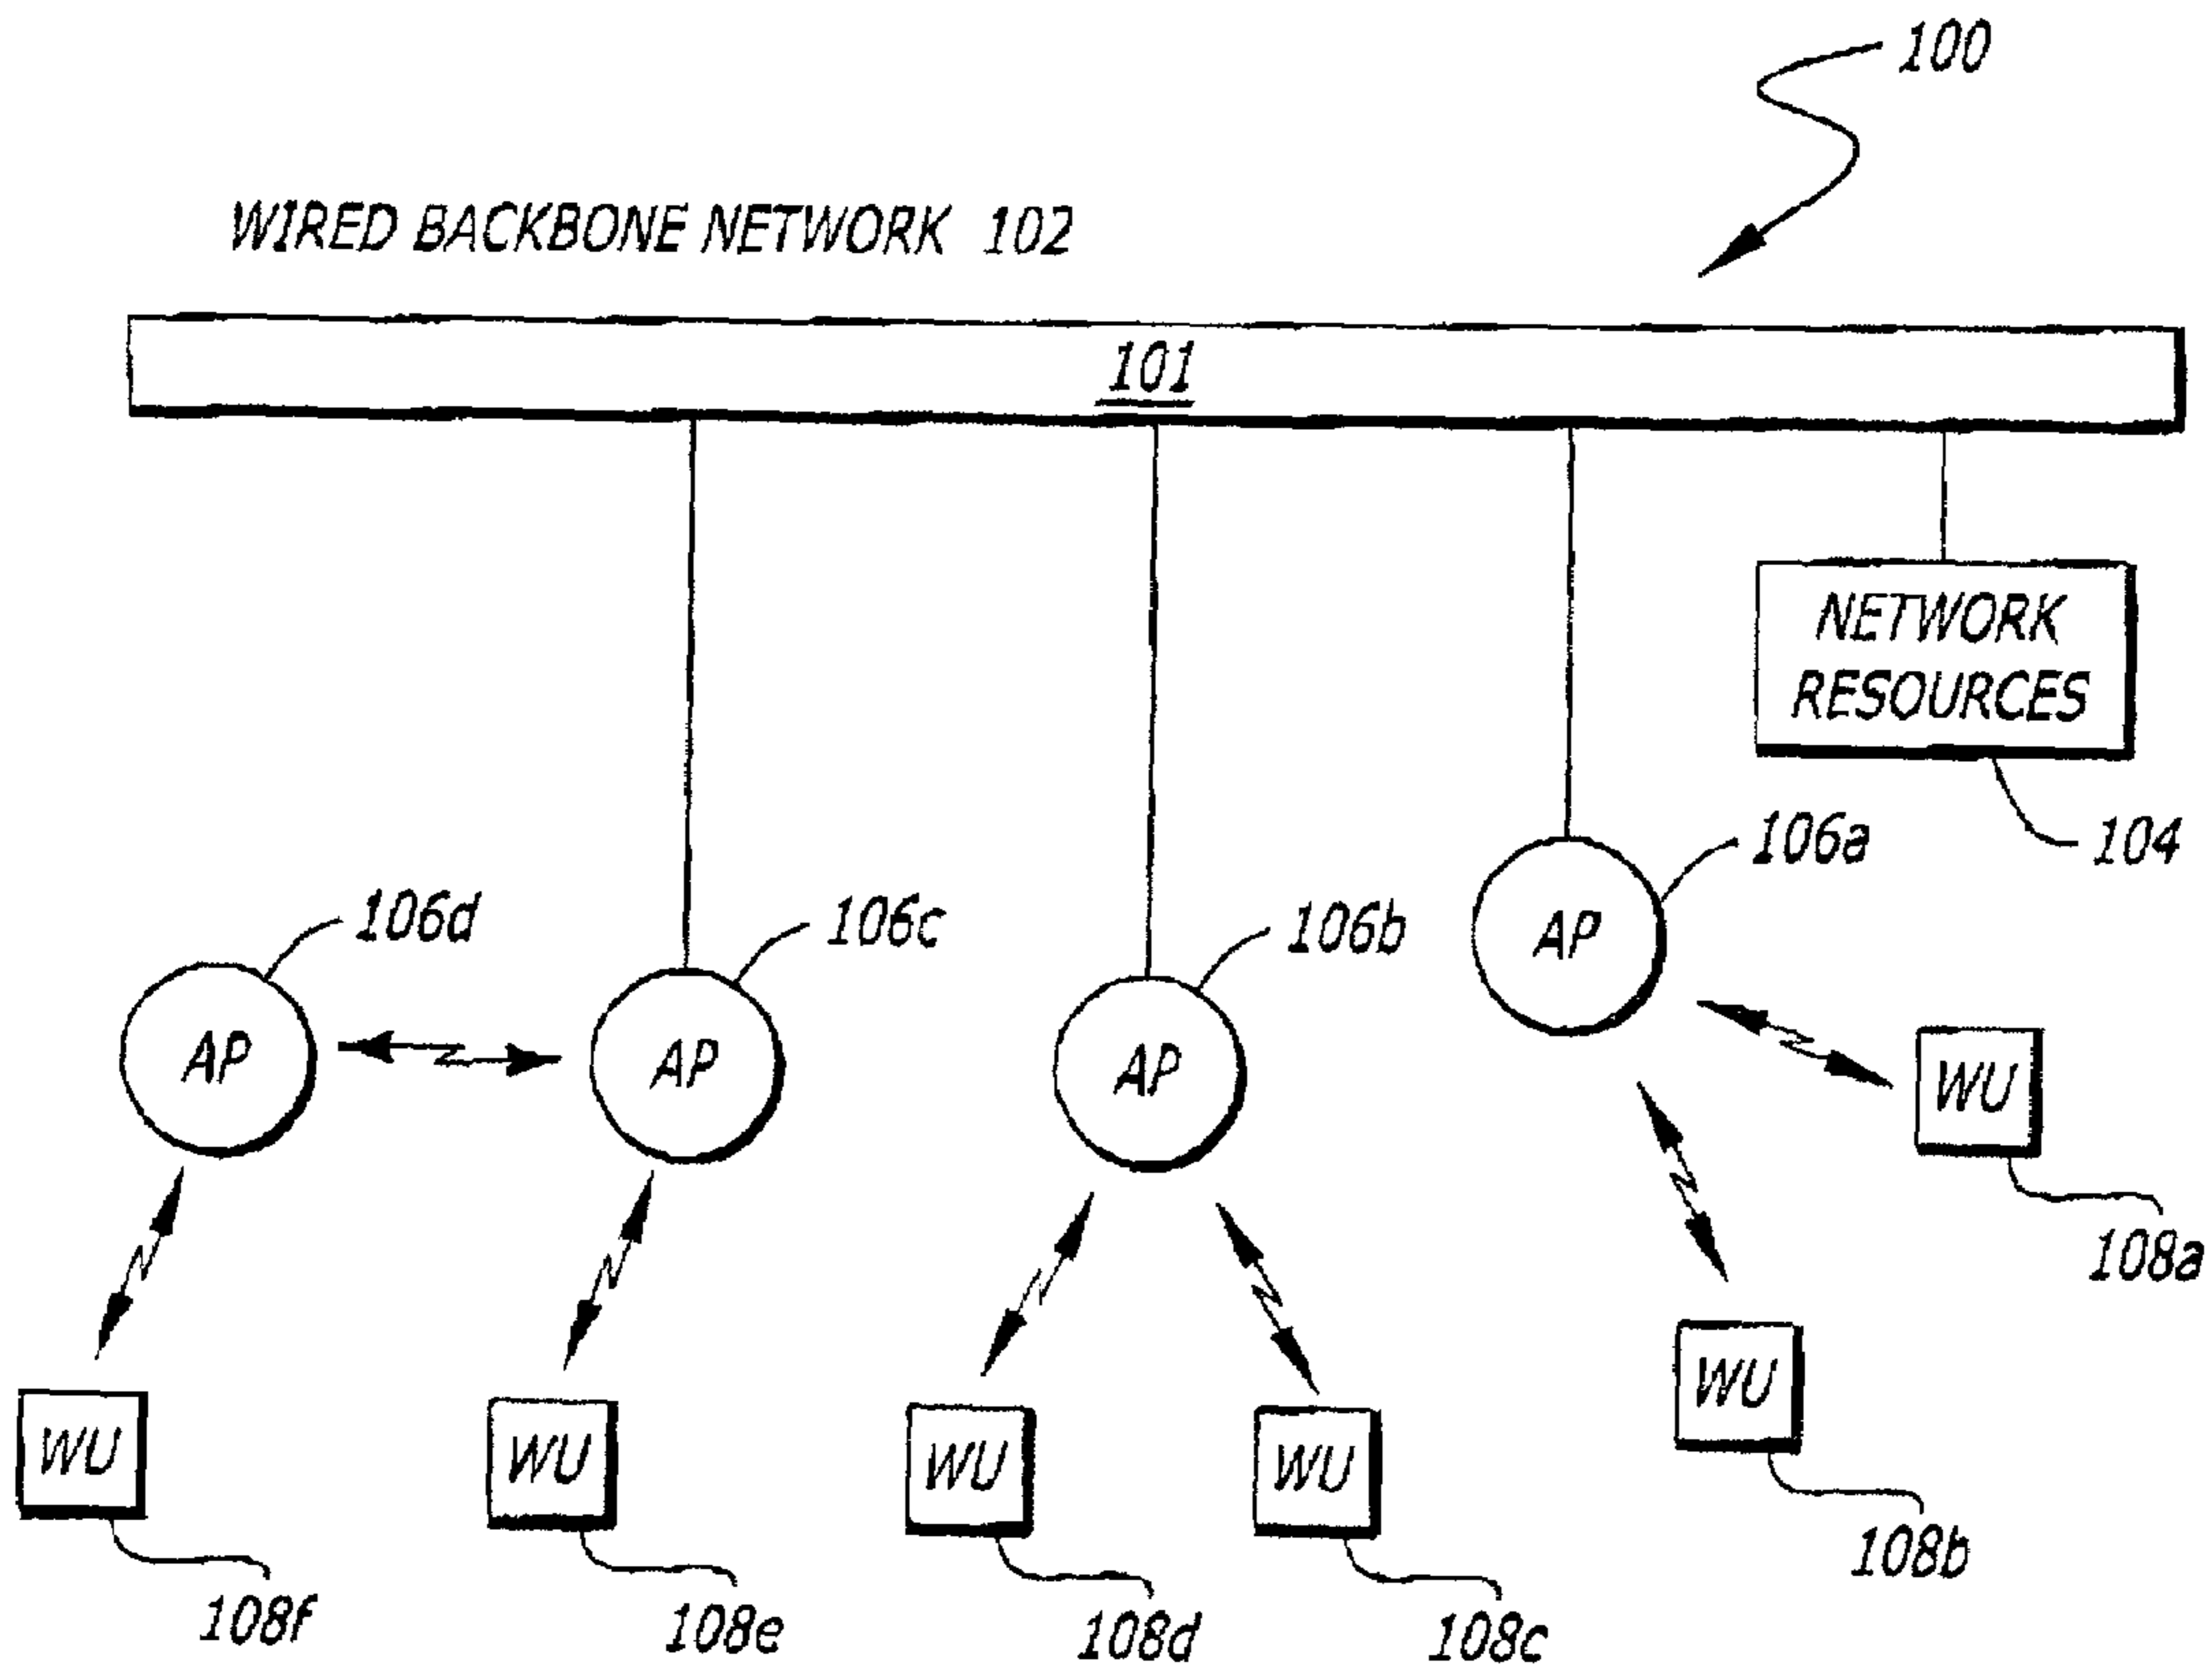 100
WIRED BACKBONE NETWORK 102
101
NETWORK
RESOURCES
104
106a
106b
106c
106d
AP
AP
AP
AP
WU
108a
WU
108b
WU
WU
WU
WU
108f
108e
108d
108c